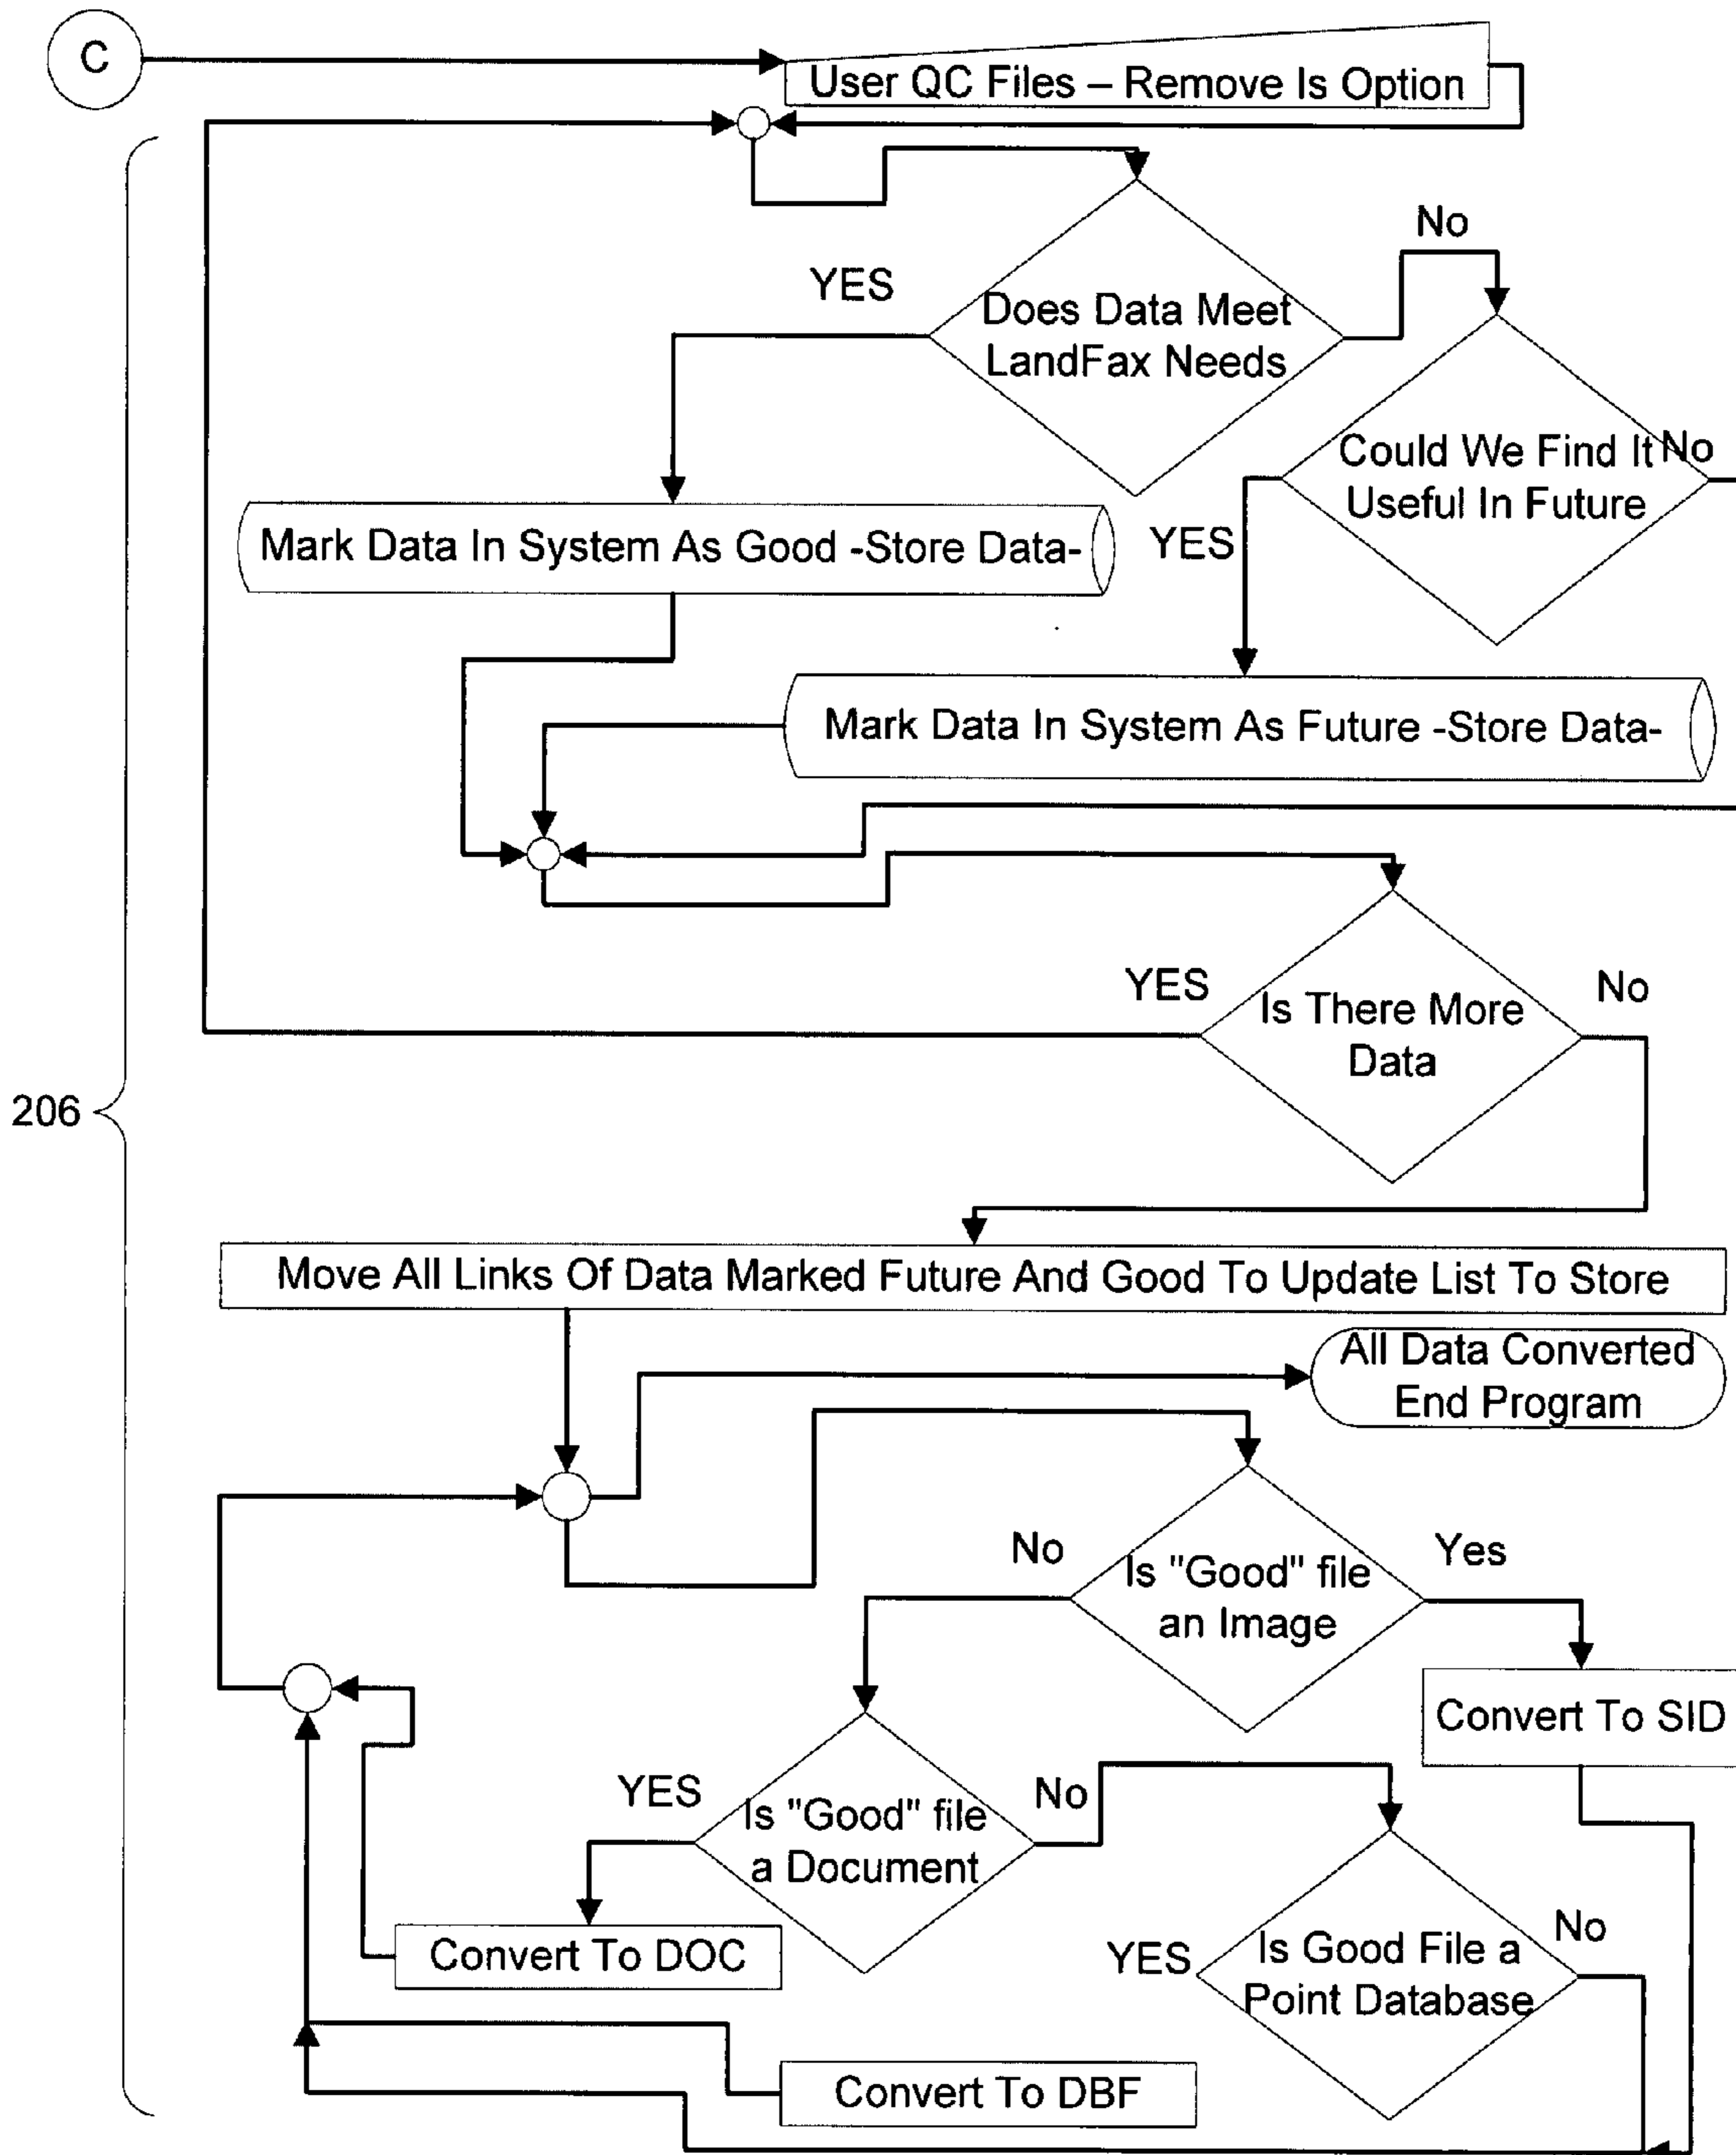 C
User QC Files – Remove Is Option
No
YES
Does Data Meet
LandFax Needs
Could We Find It
Useful In Future
No
Mark Data In System As Good -Store Data-
YES
Mark Data In System As Future -Store Data-
YES
No
Is There More
Data
206
Move All Links Of Data Marked Future And Good To Update List To Store
All Data Converted
End Program
No
Yes
Is "Good" file
an Image
Convert To SID
YES
No
Is "Good" file
a Document
Convert To DOC
YES
No
Is Good File a
Point Database
Convert To DBF